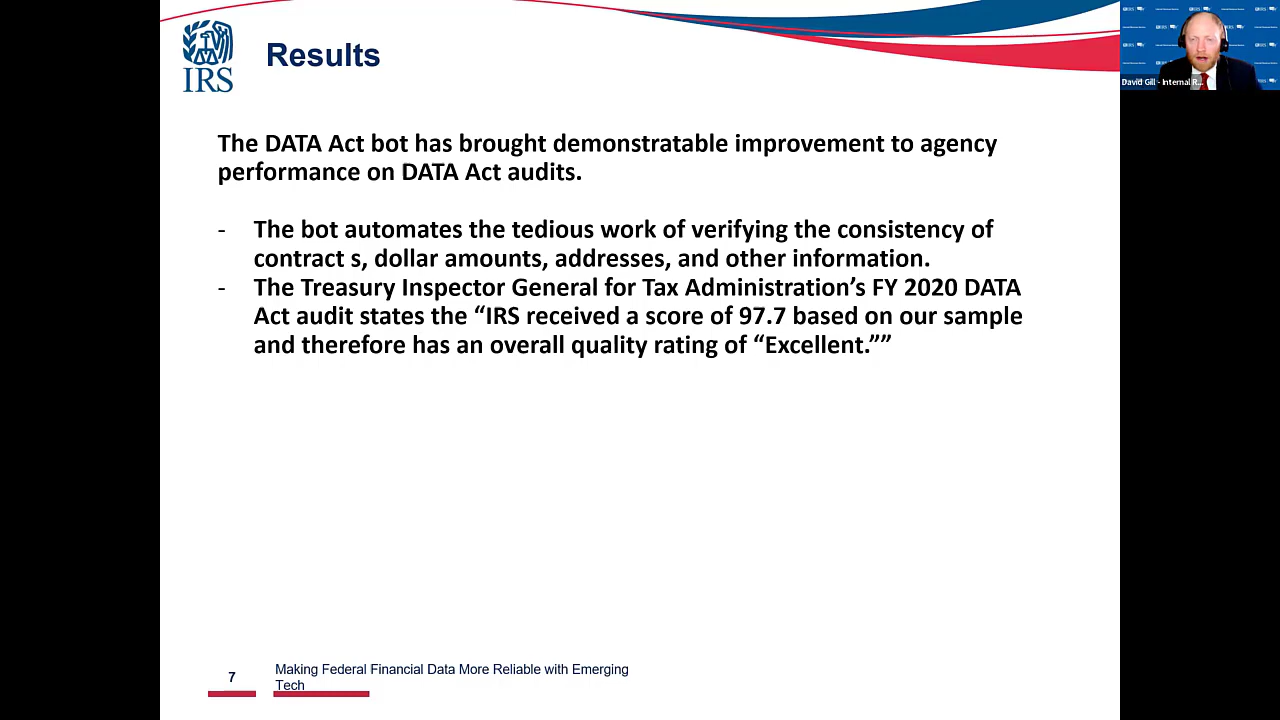 IRS
Results
The DATA Act bot has brought demonstratable improvement to agency
performance on DATA Act audits.
- The bot automates the tedious work of verifying the consistency of
contract s, dollar amounts, addresses, and other information.
- The Treasury Inspector General for Tax Administration’s FY 2020 DATA
Act audit states the “IRS received a score of 97.7 based on our sample
and therefore has an overall quality rating of “Excellent.””
7
Making Federal Financial Data More Reliable with Emerging
Tech
David Gill - Internal R...